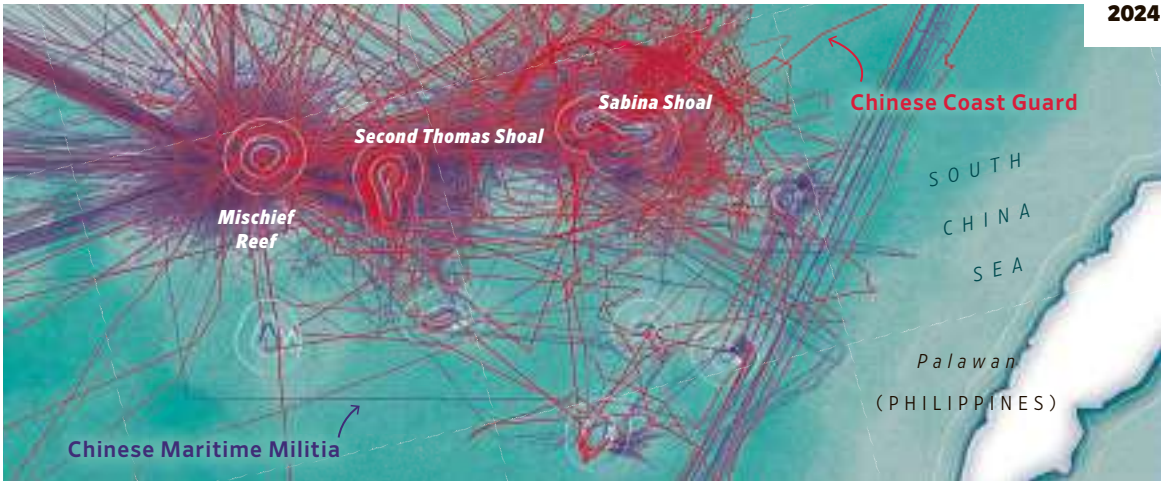 2024
Sabina Shoal
Chinese Coast Guard
Second Thomas Shoal
SOUTH
CHINA
SEA
Mischief
Reef
Palawan
(PHILIPPINES)
Chinese Maritime Militia